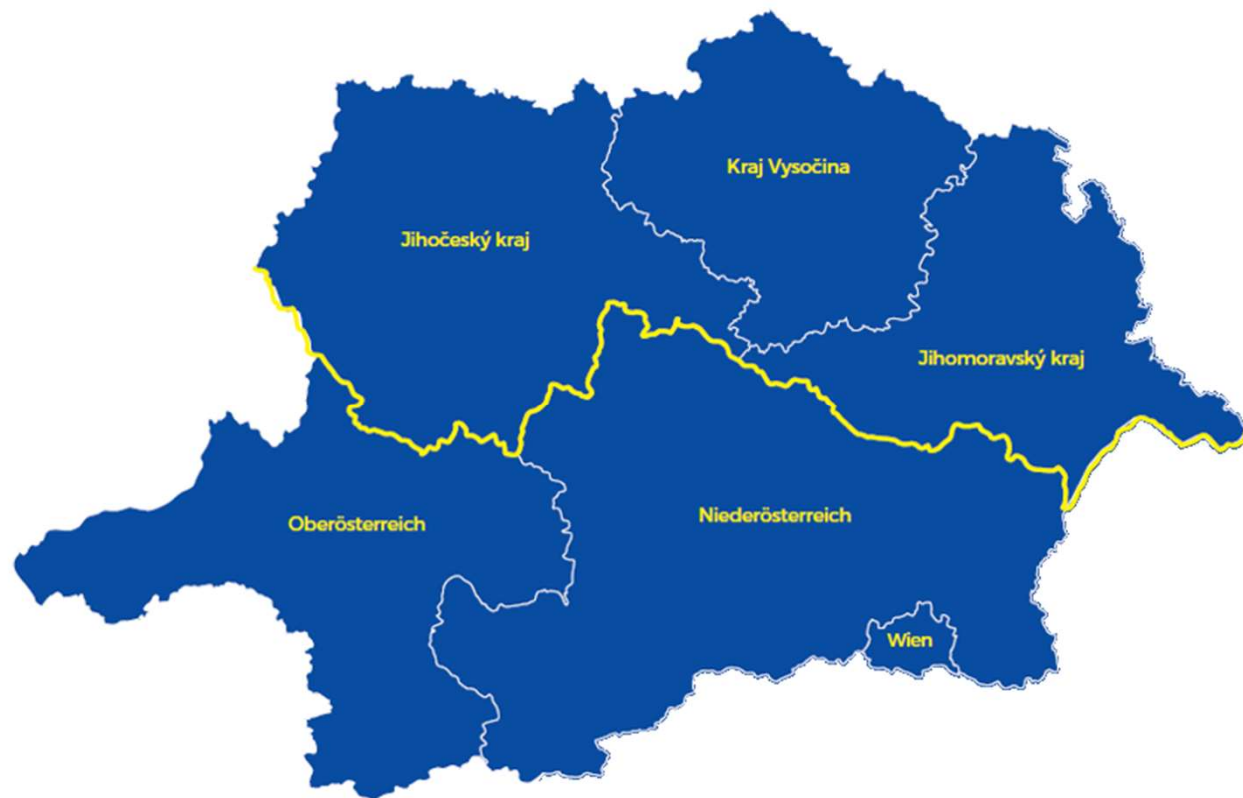 Kraj Vysočina
Jihočeský kraj
Jihomoravský kraj
Niederösterreich
Oberösterreich
Wien